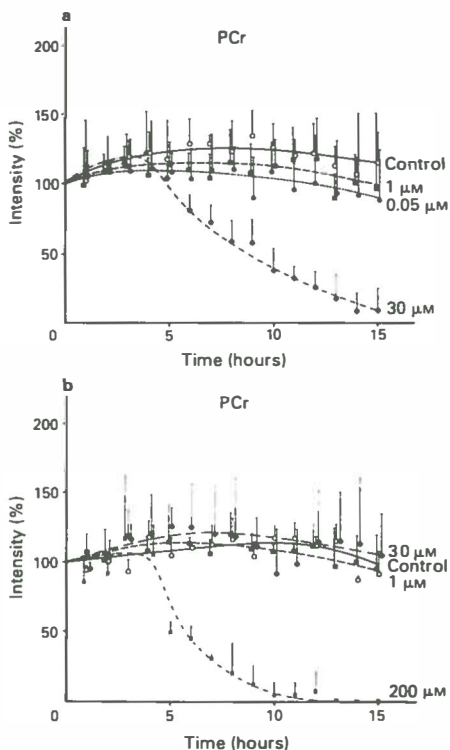 a
PCr
200
150
100
50
0
5
10
15
Intensity (%)
Time (hours)
Control
1 µM
0.05 µM
30 µM
b
PCr
200
150
100
50
0
5
10
15
Intensity (%)
Time (hours)
30 µM
Control
1 µM
200 µM